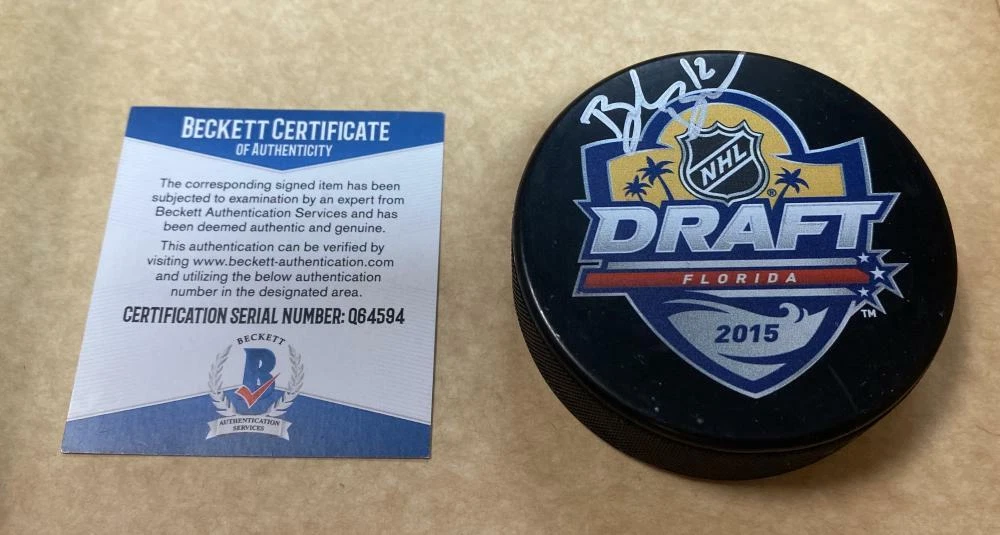 BECKETT CERTIFICATE
OF AUTHENTICITY
The corresponding signed item has been
subjected to examination by an expert from
Beckett Authentication Services and has
been deemed authentic and genuine.
This authentication can be verified by
visiting www.beckett-authentication.com
and utilizing the below authentication
number in the designated area.
CERTIFICATION SERIAL NUMBER: Q64594
BECKETT
B
AUTHENTICATION
SERVICES
12
NHL
®
DRAFT
FLORIDA
TM
2015